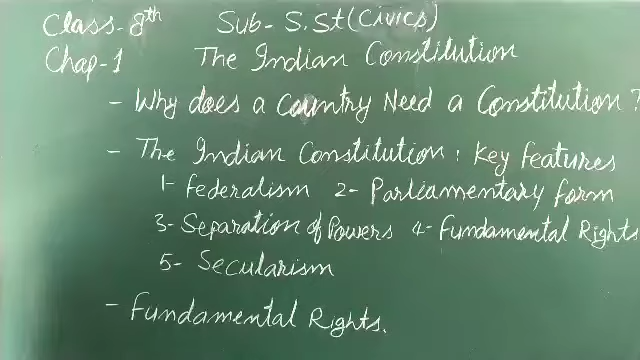 Class-8th Sub- S.St (Civics)
Chap-1 The Indian Constitution
- Why does a Country Need a Constitution?
- The Indian Constitution: Key features
1- Federalism 2- Parliamentary form
3- Separation of Powers 4- Fundamental Rights
5- Secularism
- Fundamental Rights.